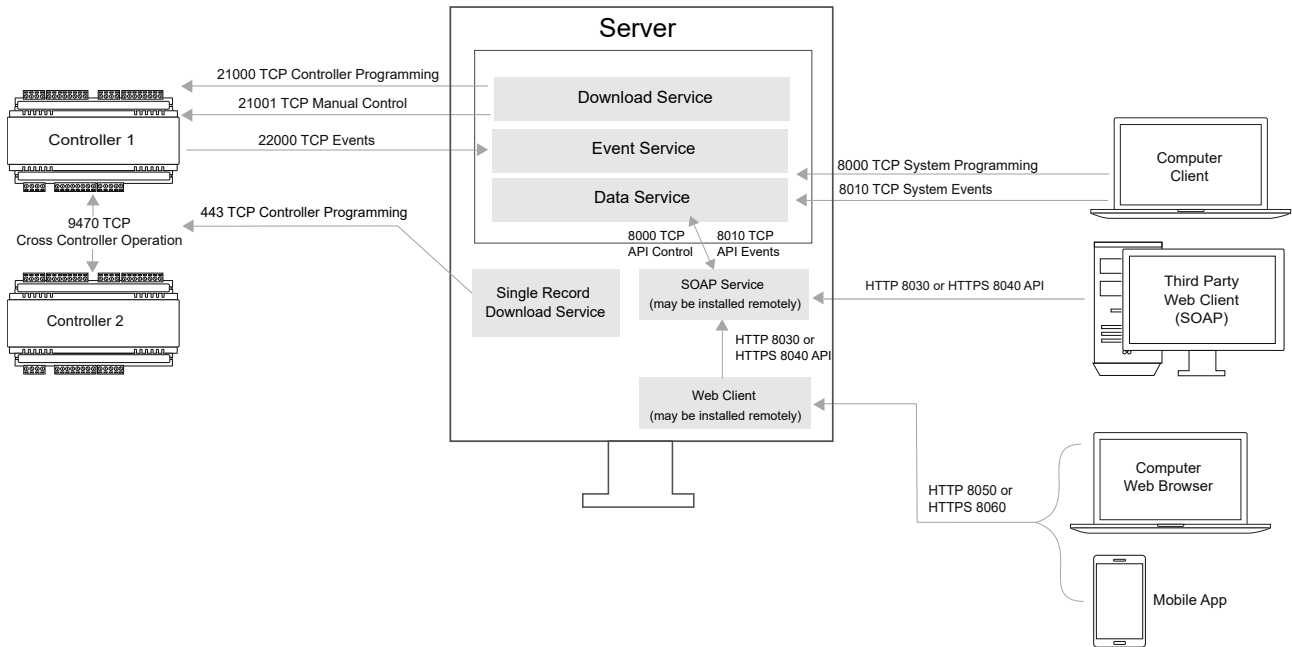 Server
21000 TCP Controller Programming
21001 TCP Manual Control
22000 TCP Events
Controller 1
443 TCP Controller Programming
9470 TCP
Cross Controller Operation
Controller 2
Download Service
Event Service
Data Service
8000 TCP
API Control
8010 TCP
API Events
Single Record
Download Service
SOAP Service
(may be installed remotely)
HTTP 8030 or
HTTPS 8040 API
Web Client
(may be installed remotely)
8000 TCP System Programming
8010 TCP System Events
Computer
Client
HTTP 8030 or HTTPS 8040 API
Third Party
Web Client
(SOAP)
HTTP 8050 or
HTTPS 8060
Computer
Web Browser
Mobile App